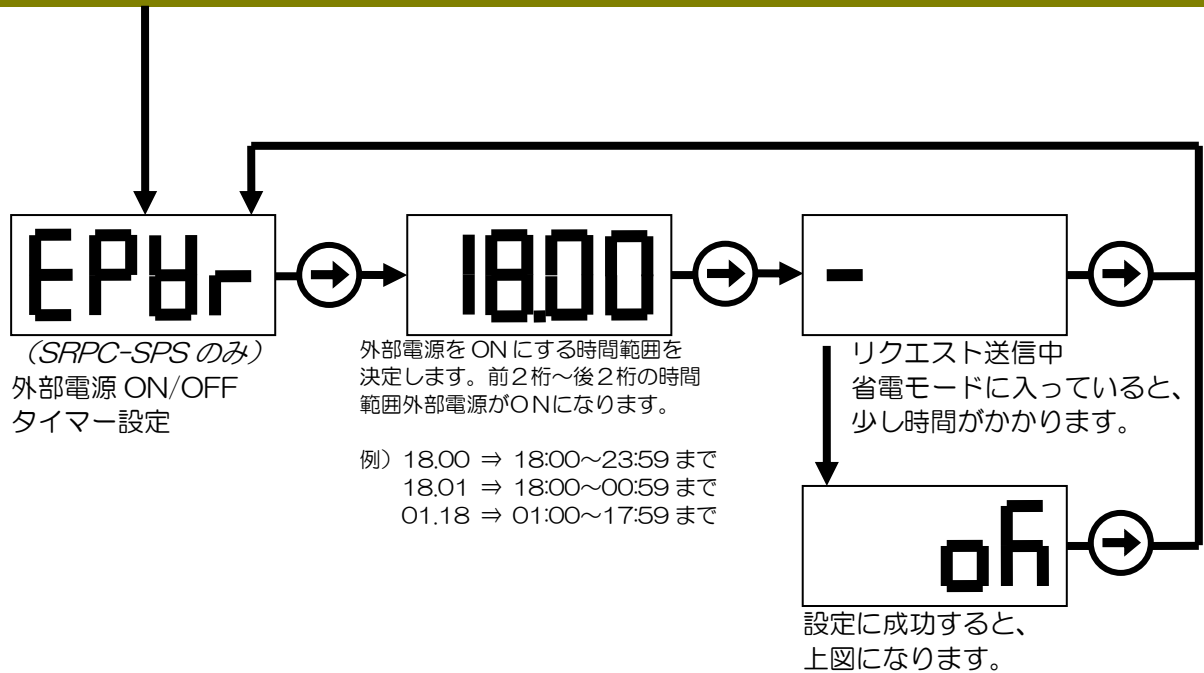 EPWr
18.00
-
（SRPC-SPS のみ）
外部電源 ON/OFF
タイマー設定
外部電源を ON にする時間範囲を
決定します。前２桁～後２桁の時間
範囲外部電源がＯＮになります。
例）18.00 ⇒ 18:00～23:59 まで
18.01 ⇒ 18:00～00:59 まで
01.18 ⇒ 01:00～17:59 まで
リクエスト送信中
省電モードに入っていると、
少し時間がかかります。
oK
設定に成功すると、
上図になります。